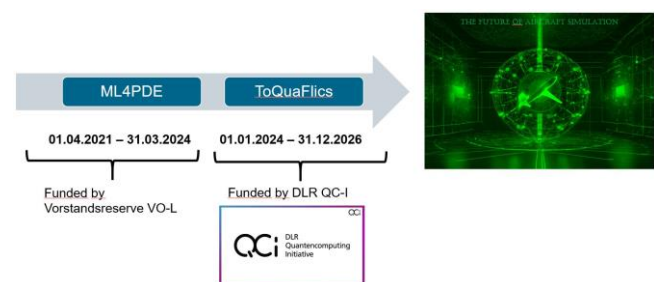 THE FUTURE OF AIRCRAFT SIMULATION
ML4PDE
ToQuaFlics
01.04.2021 – 31.03.2024
01.01.2024 – 31.12.2026
Funded by
Vorstandsreserve VO-L
Funded by DLR QC-I
QCi
QCi
DLR
Quantencomputing
Initiative